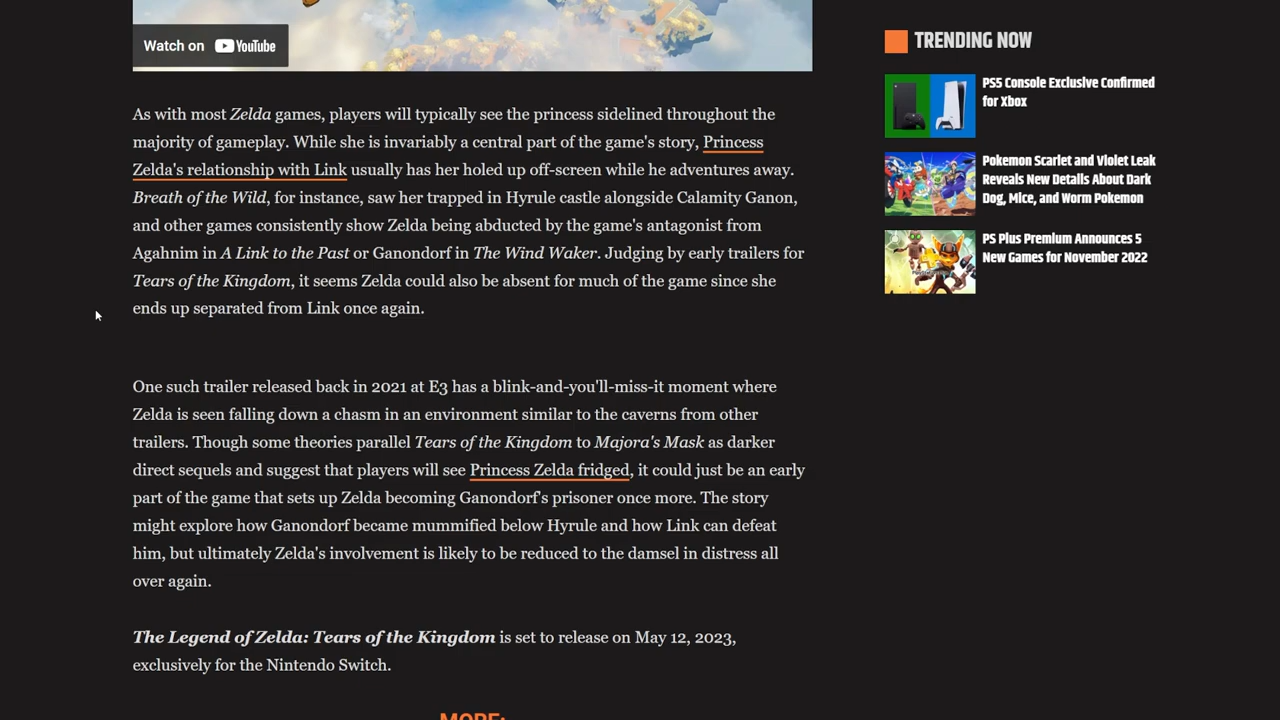 Watch on YouTube
As with most Zelda games, players will typically see the princess sidelined throughout the
majority of gameplay. While she is invariably a central part of the game's story, Princess
Zelda's relationship with Link usually has her holed up off-screen while he adventures away.
Breath of the Wild, for instance, saw her trapped in Hyrule castle alongside Calamity Ganon,
and other games consistently show Zelda being abducted by the game's antagonist from
Agahnim in A Link to the Past or Ganondorf in The Wind Waker. Judging by early trailers for
Tears of the Kingdom, it seems Zelda could also be absent for much of the game since she
ends up separated from Link once again.
One such trailer released back in 2021 at E3 has a blink-and-you'll-miss-it moment where
Zelda is seen falling down a chasm in an environment similar to the caverns from other
trailers. Though some theories parallel Tears of the Kingdom to Majora's Mask as darker
direct sequels and suggest that players will see Princess Zelda fridged, it could just be an early
part of the game that sets up Zelda becoming Ganondorf's prisoner once more. The story
might explore how Ganondorf became mummified below Hyrule and how Link can defeat
him, but ultimately Zelda's involvement is likely to be reduced to the damsel in distress all
over again.
The Legend of Zelda: Tears of the Kingdom is set to release on May 12, 2023,
exclusively for the Nintendo Switch.
MORE:
TRENDING NOW
PS5 Console Exclusive Confirmed
for Xbox
Pokemon Scarlet and Violet Leak
Reveals New Details About Dark
Dog, Mice, and Worm Pokemon
PS Plus Premium Announces 5
New Games for November 2022